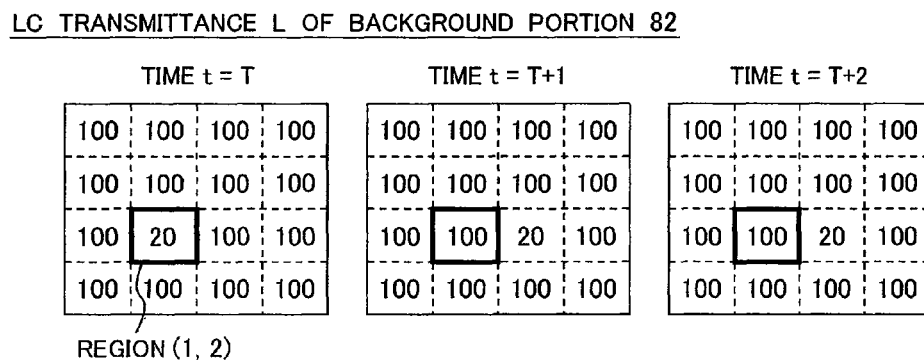 LC TRANSMITTANCE L OF BACKGROUND PORTION 82
TIME t = T
TIME t = T+1
TIME t = T+2
100 100 100 100 100 100 100 100 100 100 100 100
100 100 100 100 100 100 100 100 100 100 100 100
100 20 100 100 100 100 20 100 100 100 20 100
100 100 100 100 100 100 100 100 100 100 100 100
REGION (1, 2)